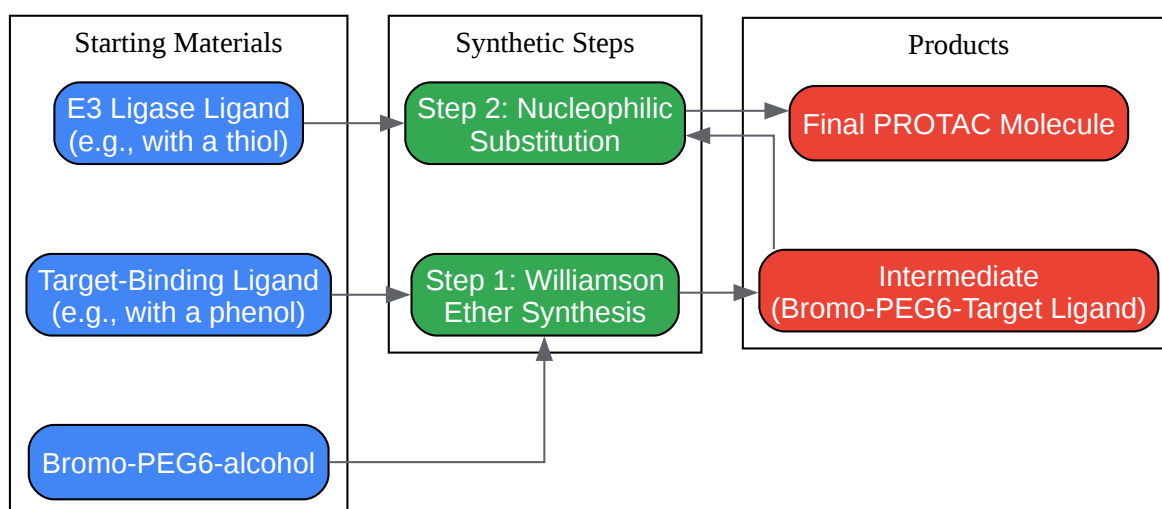 Starting Materials
E3 Ligase Ligand
(e.g., with a thiol)
Target-Binding Ligand
(e.g., with a phenol)
Bromo-PEG6-alcohol
Synthetic Steps
Step 2: Nucleophilic
Substitution
Step 1: Williamson
Ether Synthesis
Products
Final PROTAC Molecule
Intermediate
(Bromo-PEG6-Target Ligand)